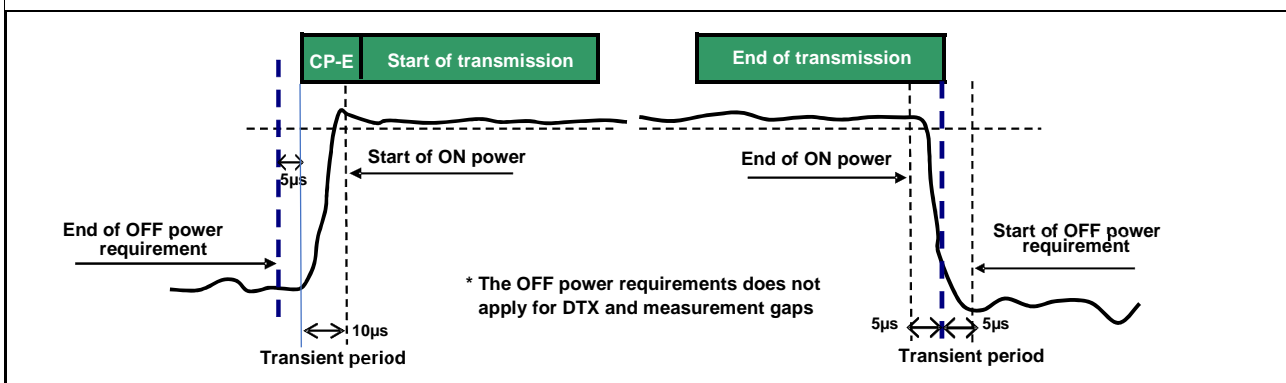 CP-E
Start of transmission
End of transmission
Start of ON power
End of ON power
5µs
End of OFF power
requirement
Start of OFF power
requirement
* The OFF power requirements does not
apply for DTX and measurement gaps
10µs
5µs
5µs
Transient period
Transient period